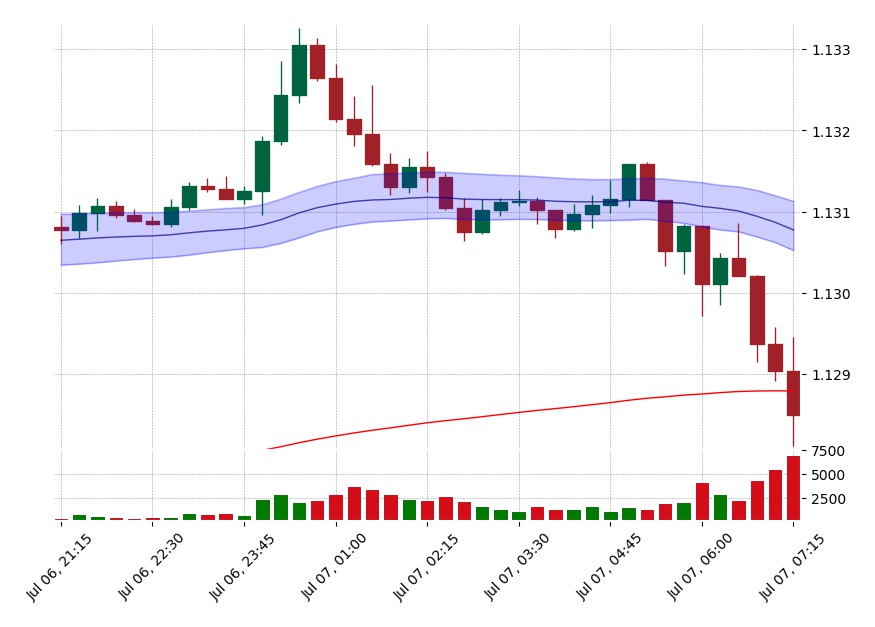 1.133
1.132
1.131
1.130
1.129
7500
5000
2500
Jul 06, 21:15
Jul 06, 22:30
Jul 06, 23:45
Jul 07, 01:00
Jul 07, 02:15
Jul 07, 03:30
Jul 07, 04:45
Jul 07, 06:00
Jul 07, 07:15